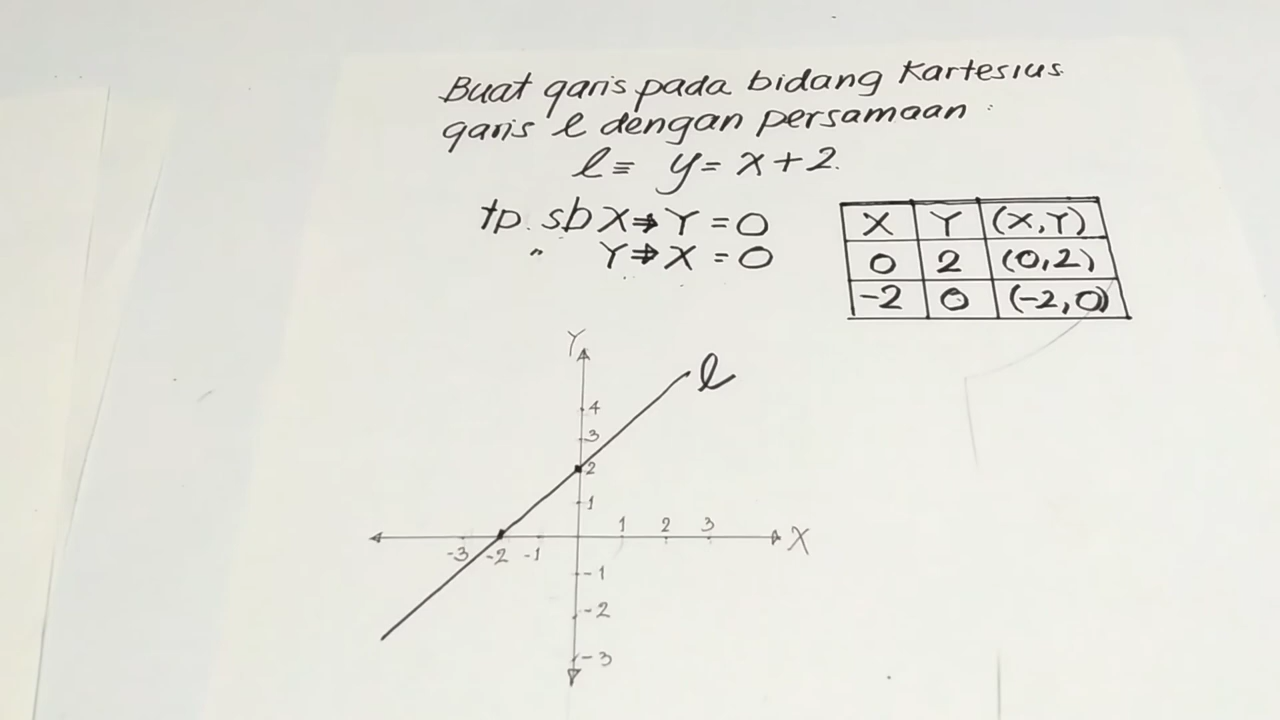 Buat garis pada bidang Kartesius
garis l dengan persamaan :
l ≡ y = x + 2.
tp. sb X ⇒ Y = 0
" Y ⇒ X = 0
X Y (X,Y)
0 2 (0,2)
-2 0 (-2,0)
Y
l
4
3
2
1
1 2 3
X
-3 -2 -1
-1
-2
-3